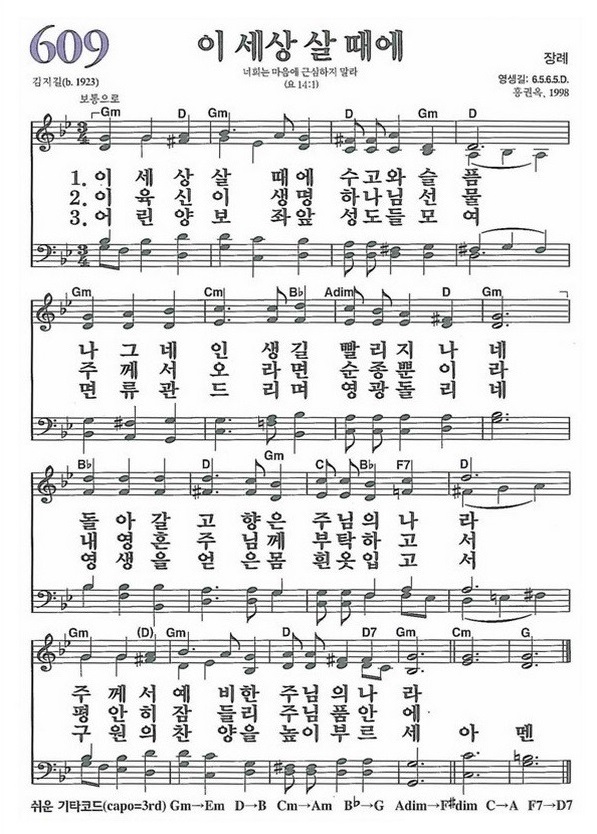 609
이 세상 살 때에
장례
너희는 마음에 근심하지 말라
(요 14:1)
김지길(b. 1923)
영생길: 6.5.6.5.D.
홍권옥, 1998
보통으로
Gm D Gm Gm D
1. 이 세 상 살 때에 수고와 슬 픔
2. 이 육 신 이 생명 하나님 선 물
3. 어 린 양 보 좌앞 성도들 모 여
Gm Cm B♭ Adim D Gm
나 그 네 인 생길 빨 리 지 나 네
주 께 서 오 라면 순 종 뿐 이 라
면 류 관 드 리며 영 광 돌 리 네
B♭ D Gm C B♭ F7 D
돌 아 갈 고 향은 주 님 의 나 라
내 영 혼 주 님께 부 탁 하 고 서
영 생 을 얻 은몸 흰 옷 입 고 서
Gm (D) Gm D D7 Gm Cm G
주 께 서 예 비한 주 님 의 나 라
평 안 히 잠 들리 주 님 품 안 에
구 원 의 찬 양을 높 이 부 르 세 아 멘
쉬운 기타코드(capo=3rd) Gm→Em D→B Cm→Am B♭→G Adim→F#dim C→A F7→D7